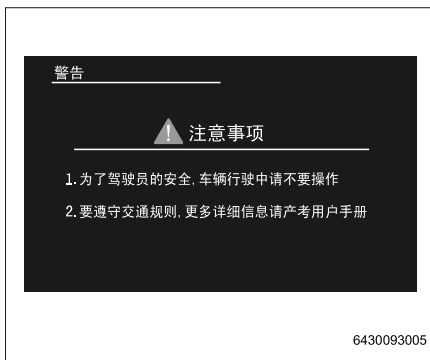 警告
注意事项
1.为了驾驶员的安全,车辆行驶中请不要操作
2.要遵守交通规则,更多详细信息请产考用户手册
6430093005